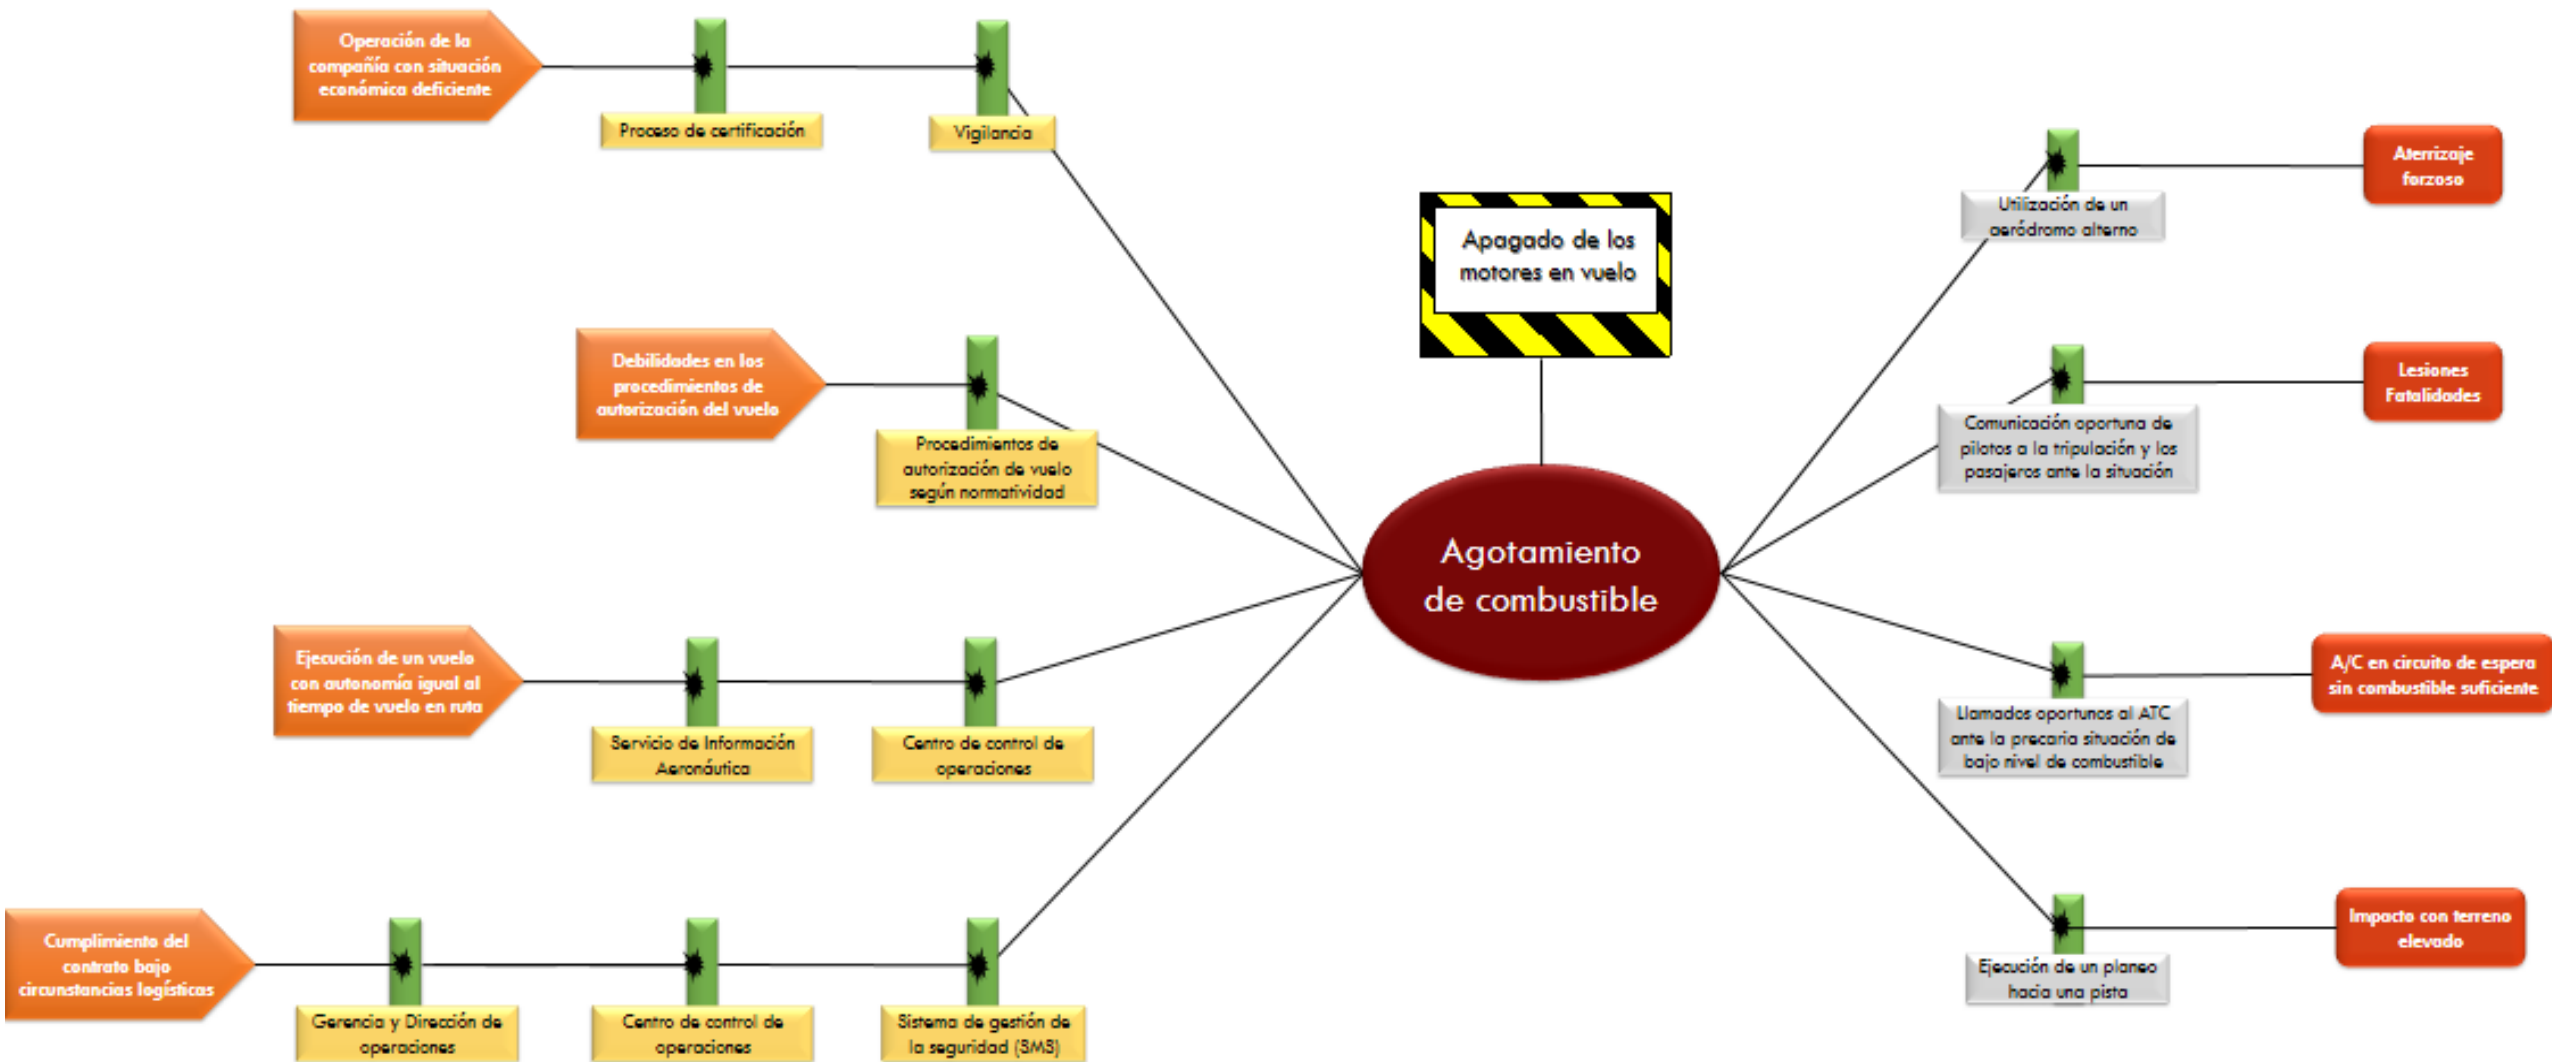 Operación de la
compañía con situación
económica deficiente
Proceso de certificación
Vigilancia
Debilidades en los
procedimientos de
autorización del vuelo
Procedimientos de
autorización de vuelo
según normatividad
Ejecución de un vuelo
con autonomía igual al
tiempo de vuelo en ruta
Servicio de Información
Aeronáutica
Centro de control de
operaciones
Cumplimiento del
contrato bajo
circunstancias logísticas
Gerencia y Dirección de
operaciones
Centro de control de
operaciones
Sistema de gestión de
la seguridad (SMS)
Apagado de los
motores en vuelo
Agotamiento
de combustible
Utilización de un
aeródromo alterno
Aterrizaje
forzoso
Comunicación oportuna de
pilotos a la tripulación y los
pasajeros ante la situación
Lesiones
Fatalidades
Llamados oportunos al ATC
ante la precaria situación de
bajo nivel de combustible
A/C en circuito de espera
sin combustible suficiente
Ejecución de un planeo
hacia una pista
Impacto con terreno
elevado